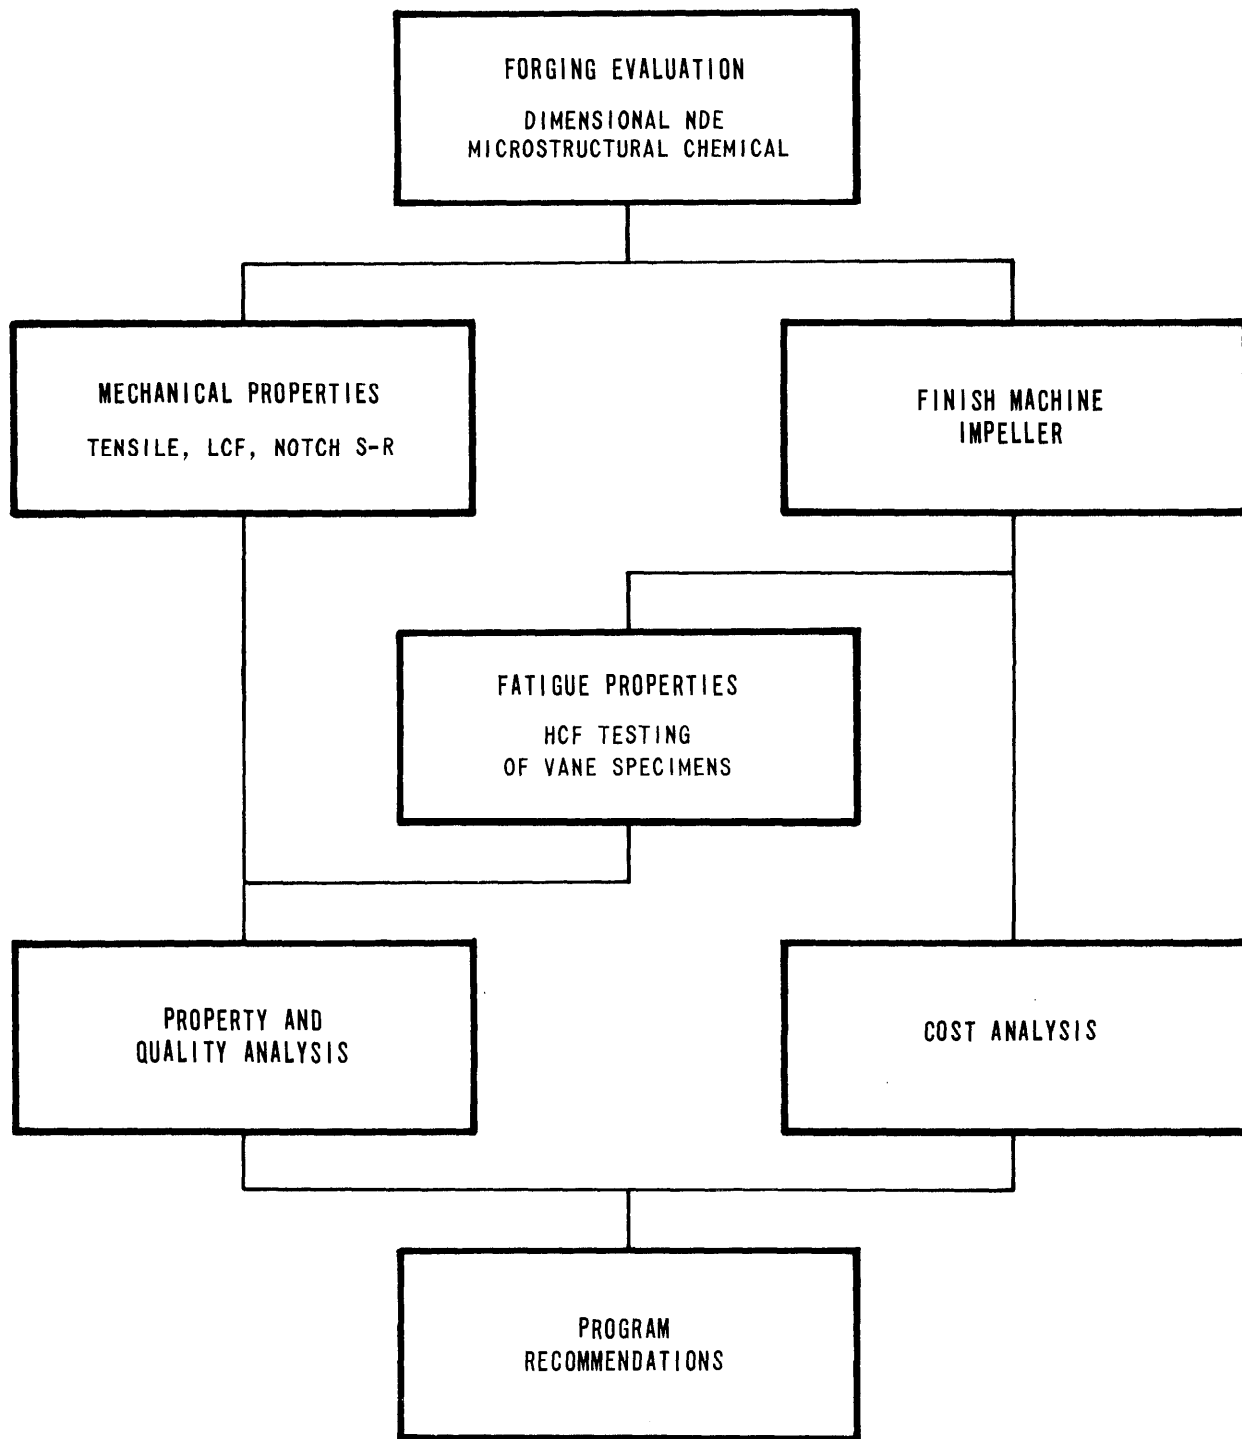 FORGING EVALUATION
DIMENSIONAL NDE
MICROSTRUCTURAL CHEMICAL
MECHANICAL PROPERTIES
TENSILE, LCF, NOTCH S-R
FINISH MACHINE
IMPELLER
FATIGUE PROPERTIES
HCF TESTING
OF VANE SPECIMENS
PROPERTY AND
QUALITY ANALYSIS
COST ANALYSIS
PROGRAM
RECOMMENDATIONS